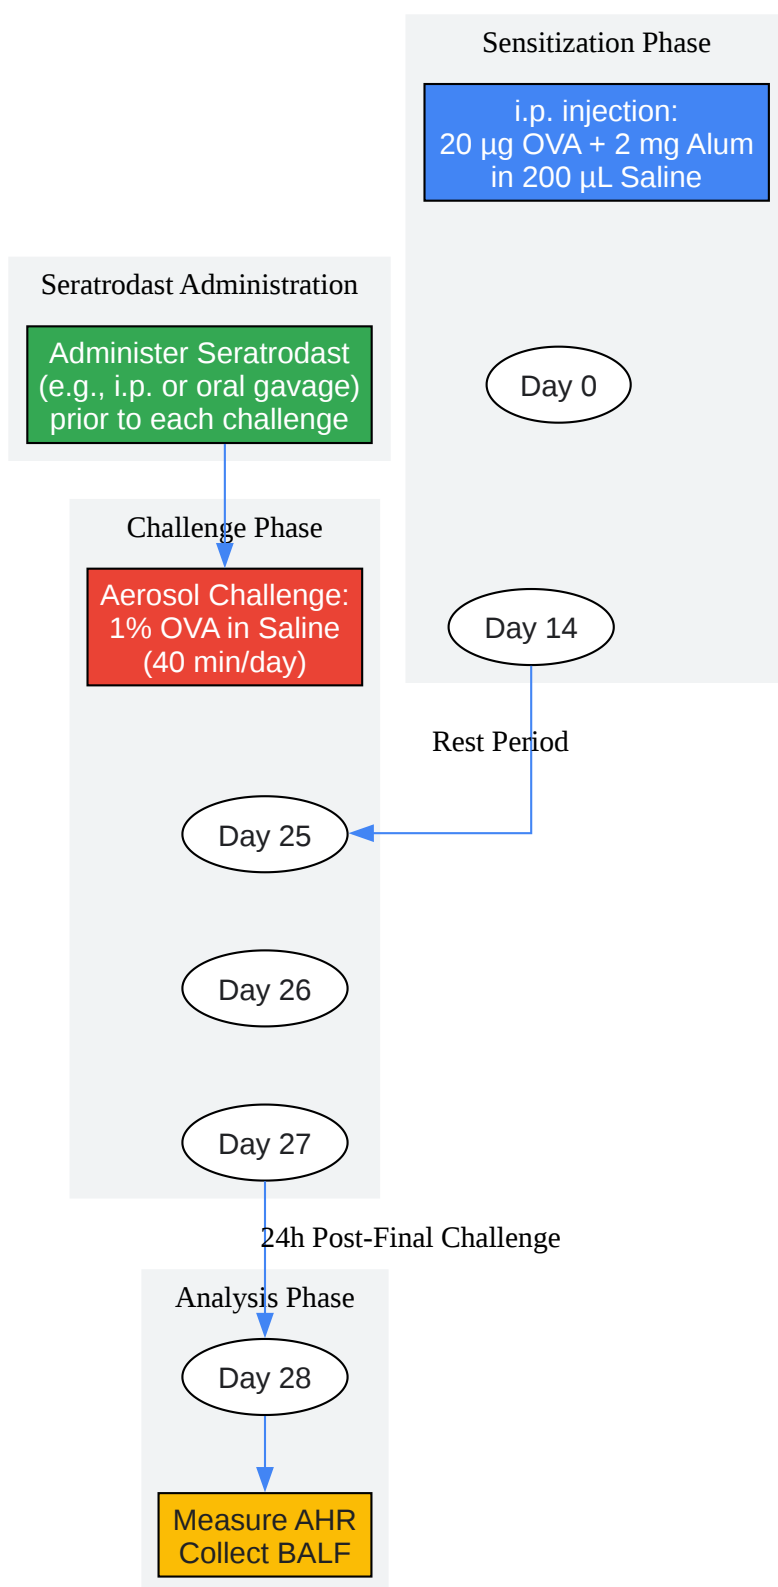 Sensitization Phase
i.p. injection:
20 µg OVA + 2 mg Alum
in 200 µL Saline
Day 0
Day 14
Seratrodast Administration
Administer Seratrodast
(e.g., i.p. or oral gavage)
prior to each challenge
Challenge Phase
Aerosol Challenge:
1% OVA in Saline
(40 min/day)
Rest Period
Day 25
Day 26
Day 27
24h Post-Final Challenge
Analysis Phase
Day 28
Measure AHR
Collect BALF